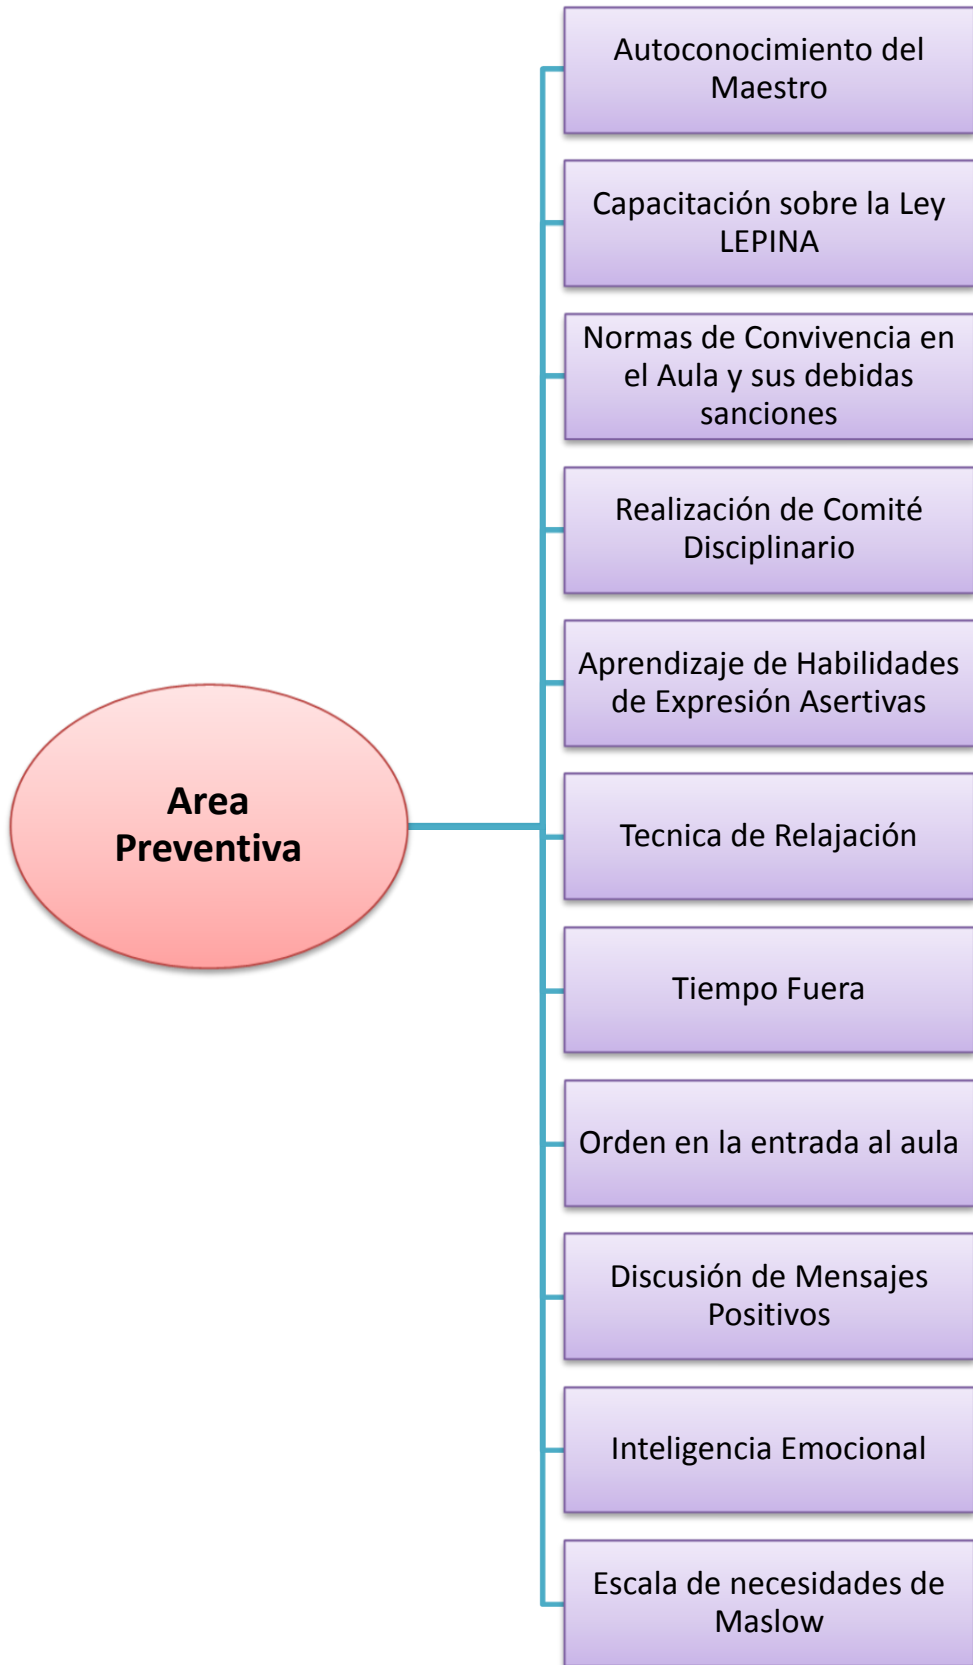 Autoconocimiento del
Maestro
Capacitación sobre la Ley
LEPINA
Normas de Convivencia en
el Aula y sus debidas
sanciones
Realización de Comité
Disciplinario
Aprendizaje de Habilidades
de Expresión Asertivas
Area
Preventiva
Tecnica de Relajación
Tiempo Fuera
Orden en la entrada al aula
Discusión de Mensajes
Positivos
Inteligencia Emocional
Escala de necesidades de
Maslow